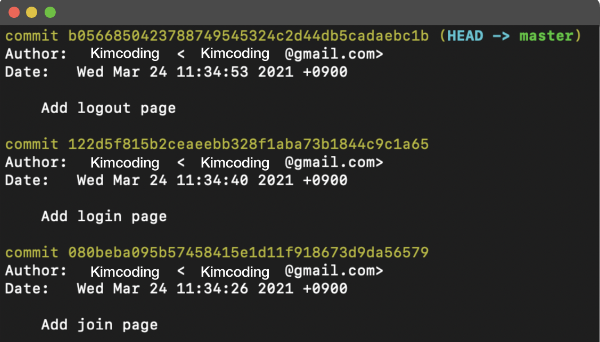 commit b0566850423788749545324c2d44db5cadaebc1b (HEAD -> master)
Author: Kimcoding < Kimcoding @gmail.com>
Date: Wed Mar 24 11:34:53 2021 +0900
Add logout page
commit 122d5f815b2ceaeebb328f1aba73b1844c9c1a65
Author: Kimcoding < Kimcoding @gmail.com>
Date: Wed Mar 24 11:34:40 2021 +0900
Add login page
commit 080beba095b57458415e1d11f918673d9da56579
Author: Kimcoding < Kimcoding @gmail.com>
Date: Wed Mar 24 11:34:26 2021 +0900
Add join page